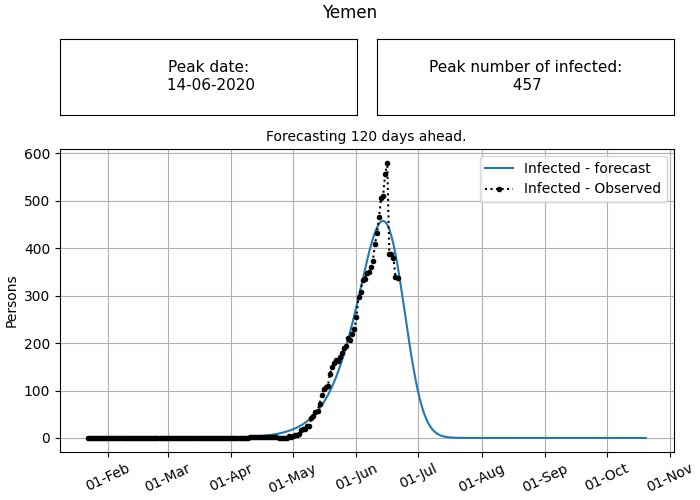 Yemen
Peak date:
14-06-2020
Peak number of infected:
457
Forecasting 120 days ahead.
Infected - forecast
Infected - Observed
Persons
600
500
400
300
200
100
0
01-Feb
01-Mar
01-Apr
01-May
01-Jun
01-Jul
01-Aug
01-Sep
01-Oct
01-Nov